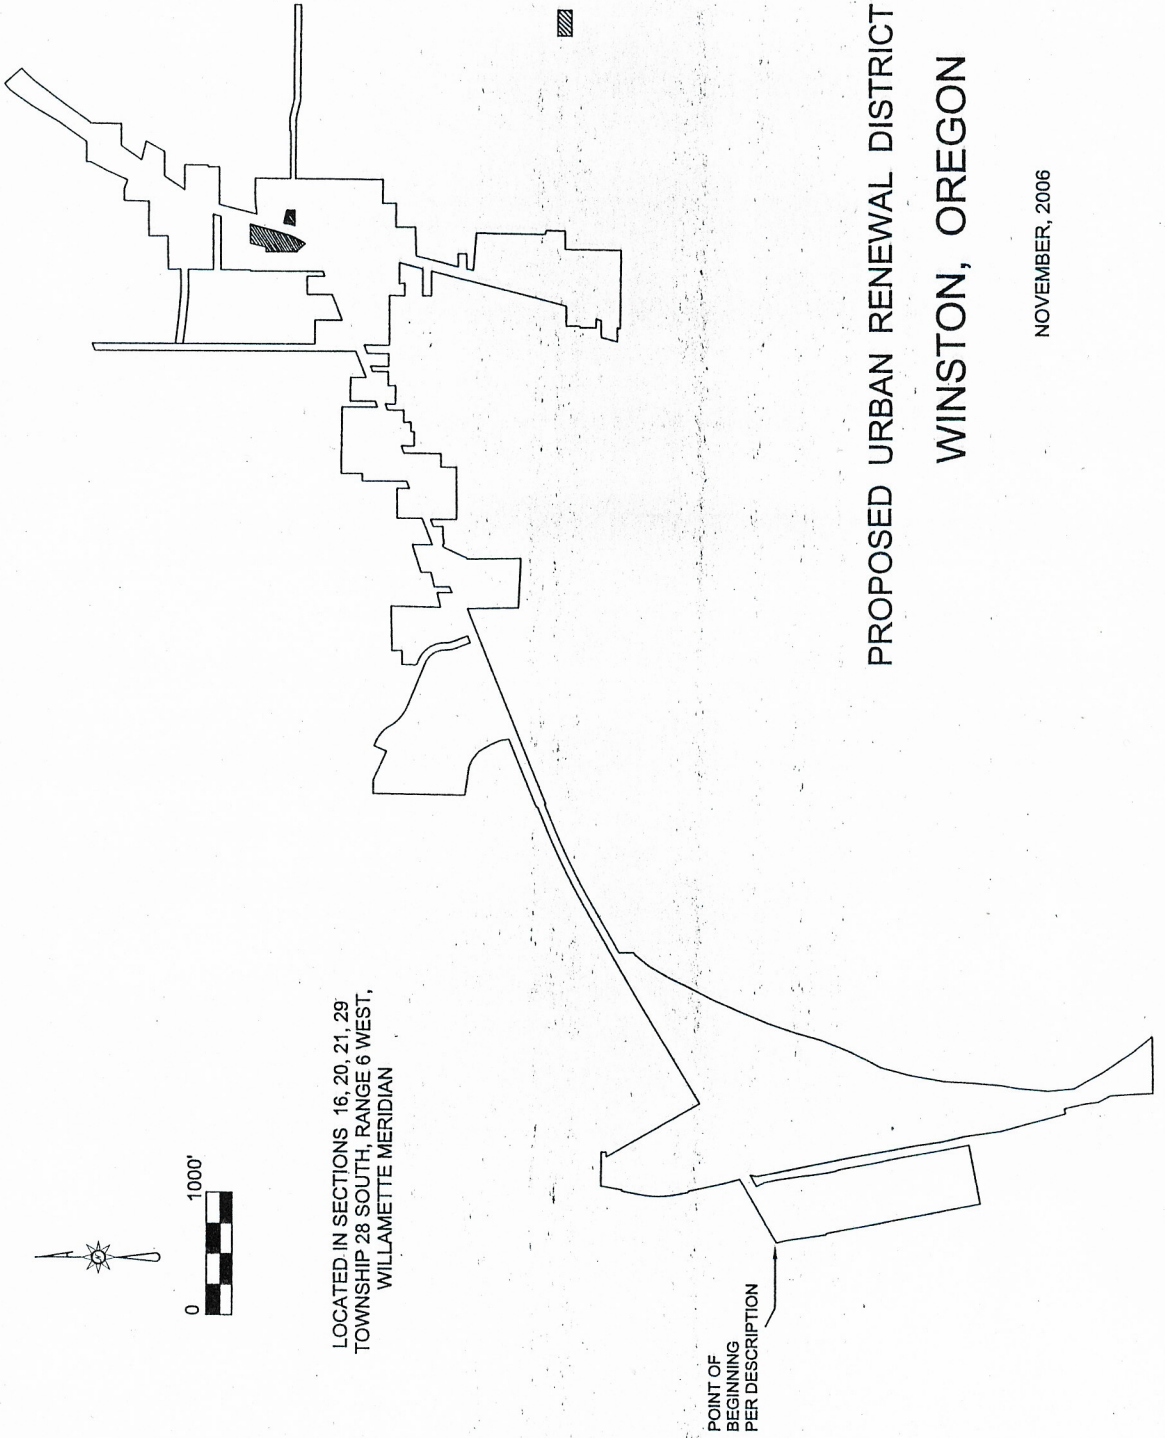 PROPOSED URBAN RENEWAL DISTRICT
WINSTON, OREGON
NOVEMBER, 2006
0 1000'
LOCATED IN SECTIONS 16, 20, 21, 29
TOWNSHIP 28 SOUTH, RANGE 6 WEST,
WILLAMETTE MERIDIAN
POINT OF
BEGINNING
PER DESCRIPTION